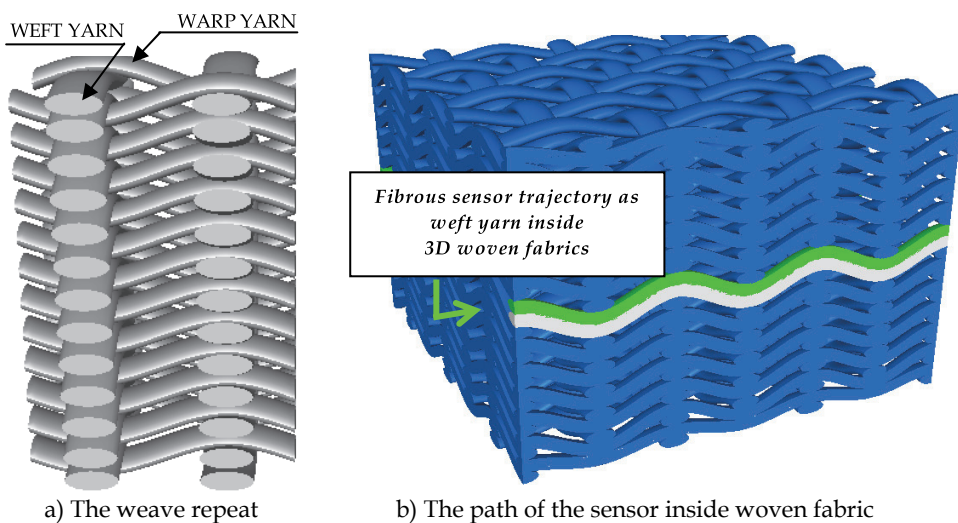 WEFT YARN
WARP YARN
Fibrous sensor trajectory as
weft yarn inside
3D woven fabrics
a) The weave repeat
b) The path of the sensor inside woven fabric